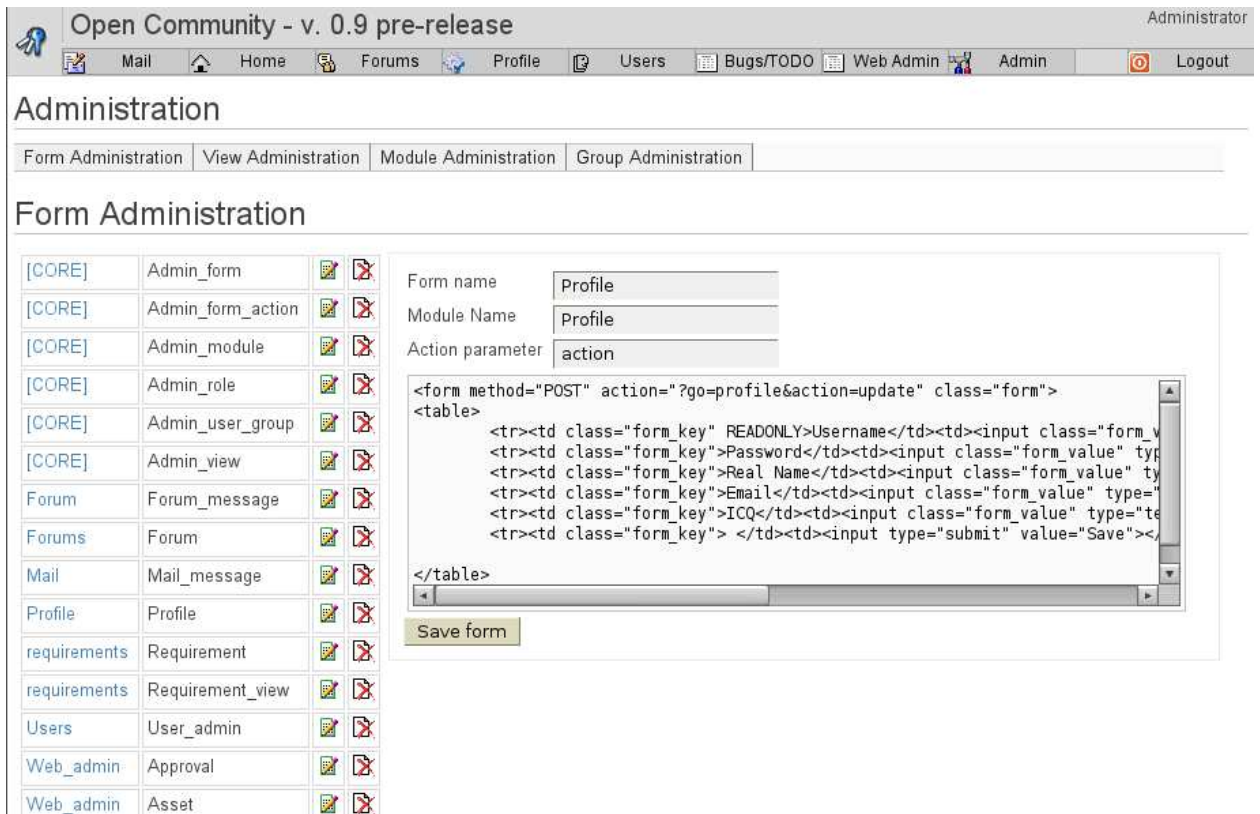 Open Community - v. 0.9 pre-release
Administrator
Mail Home Forums Profile Users Bugs/TODO Web Admin Admin Logout
Administration
Form Administration View Administration Module Administration Group Administration
Form Administration
[CORE] Admin_form
[CORE] Admin_form_action
[CORE] Admin_module
[CORE] Admin_role
[CORE] Admin_user_group
[CORE] Admin_view
Forum Forum_message
Forums Forum
Mail Mail_message
Profile Profile
requirements Requirement
requirements Requirement_view
Users User_admin
Web_admin Approval
Web_admin Asset
Form name Profile
Module Name Profile
Action parameter action
<form method="POST" action="?go=profile&action=update" class="form">
<table>
<tr><td class="form_key" READONLY>Username</td><td><input class="form_v
<tr><td class="form_key">Password</td><td><input class="form_value" typ
<tr><td class="form_key">Real Name</td><td><input class="form_value" ty
<tr><td class="form_key">Email</td><td><input class="form_value" type="
<tr><td class="form_key">ICQ</td><td><input class="form_value" type="te
<tr><td class="form_key"> </td><td><input type="submit" value="Save"></
</table>
Save form